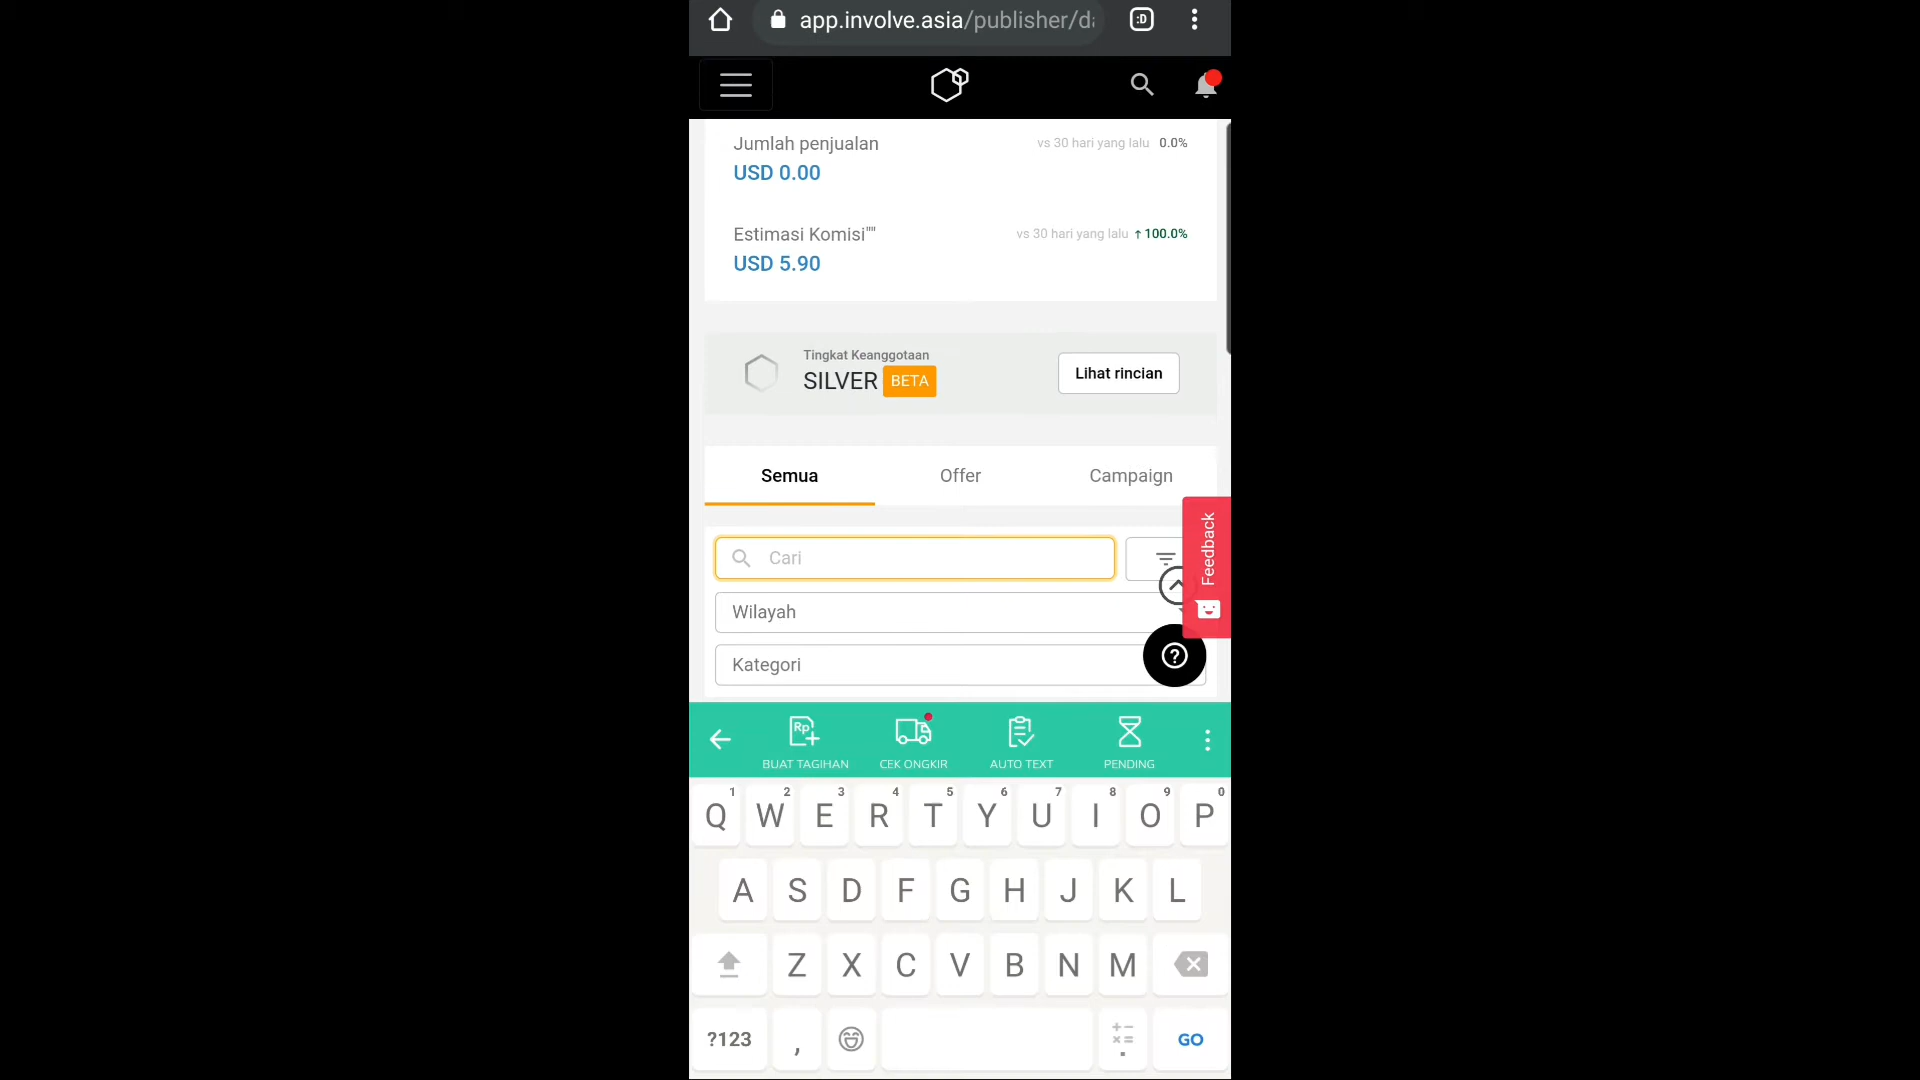 app.involve.asia/publisher/da
:D
Jumlah penjualan
vs 30 hari yang lalu 0.0%
USD 0.00
Estimasi Komisi""
vs 30 hari yang lalu ↑ 100.0%
USD 5.90
Tingkat Keanggotaan
SILVER BETA
Lihat rincian
Semua Offer Campaign
Feedback
Cari
Wilayah
Kategori
?
Rp
BUAT TAGIHAN CEK ONGKIR AUTO TEXT PENDING
1 2 3 4 5 6 7 8 9 0
Q W E R T Y U I O P
A S D F G H J K L
Z X C V B N M
+ −
× =
?123 , . GO